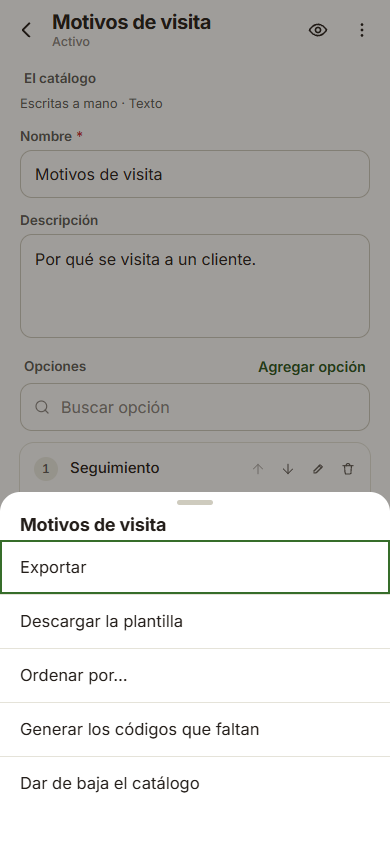 Motivos de visita
Activo
El catálogo
Escritas a mano · Texto
Nombre *
Motivos de visita
Descripción
Por qué se visita a un cliente.
Opciones
Agregar opción
Buscar opción
1
Seguimiento
Motivos de visita
Exportar
Descargar la plantilla
Ordenar por...
Generar los códigos que faltan
Dar de baja el catálogo